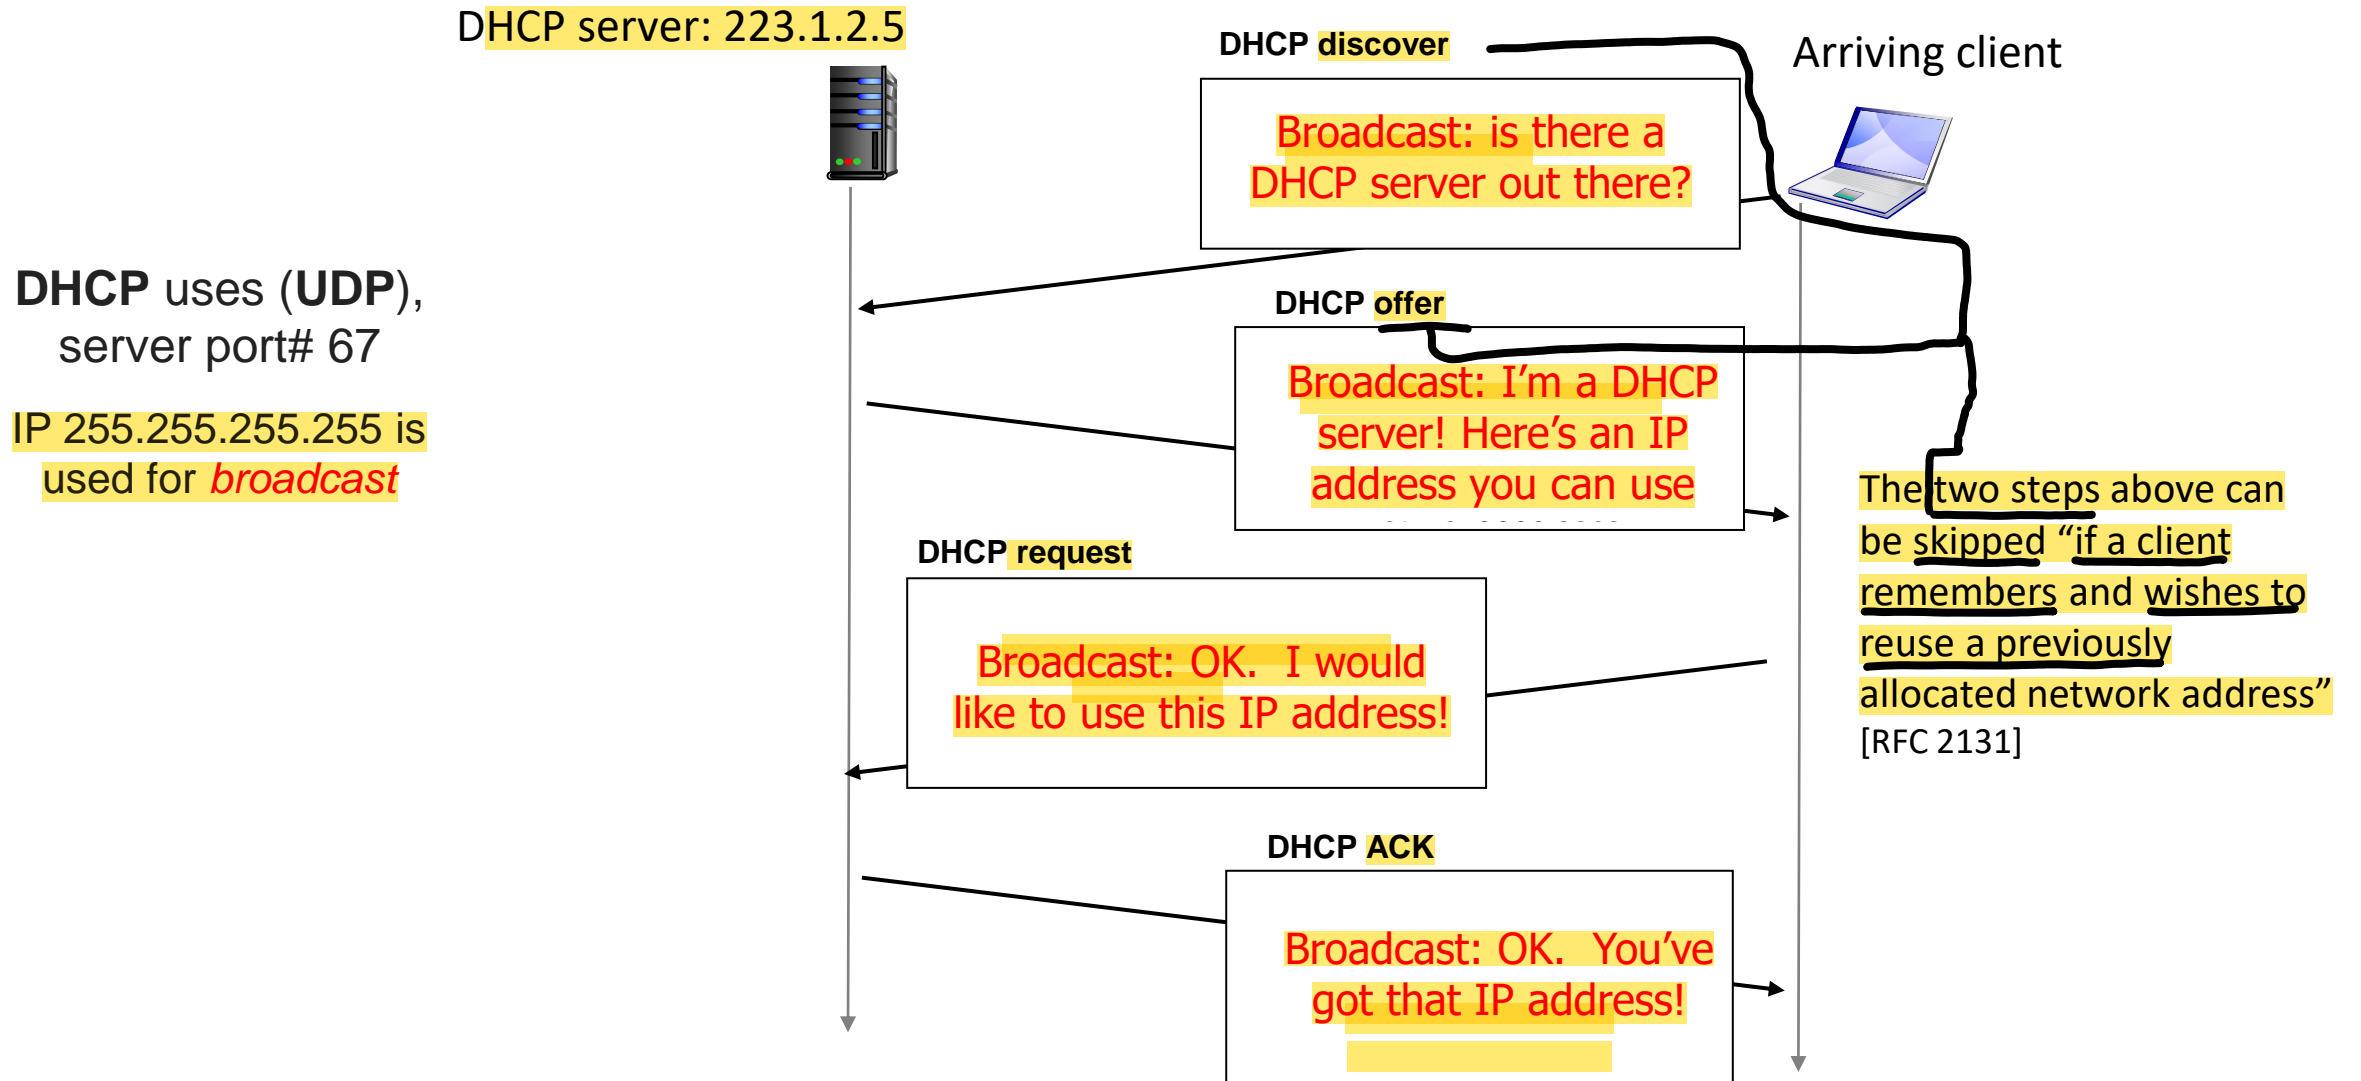 DHCP server: 223.1.2.5
DHCP discover
Arriving client
Broadcast: is there a
DHCP server out there?
DHCP uses (UDP),
server port# 67
IP 255.255.255.255 is
used for broadcast
DHCP offer
Broadcast: I'm a DHCP
server! Here's an IP
address you can use
The two steps above can
be skipped “if a client
remembers and wishes to
reuse a previously
allocated network address”
[RFC 2131]
DHCP request
Broadcast: OK.  I would
like to use this IP address!
DHCP ACK
Broadcast: OK.  You've
got that IP address!